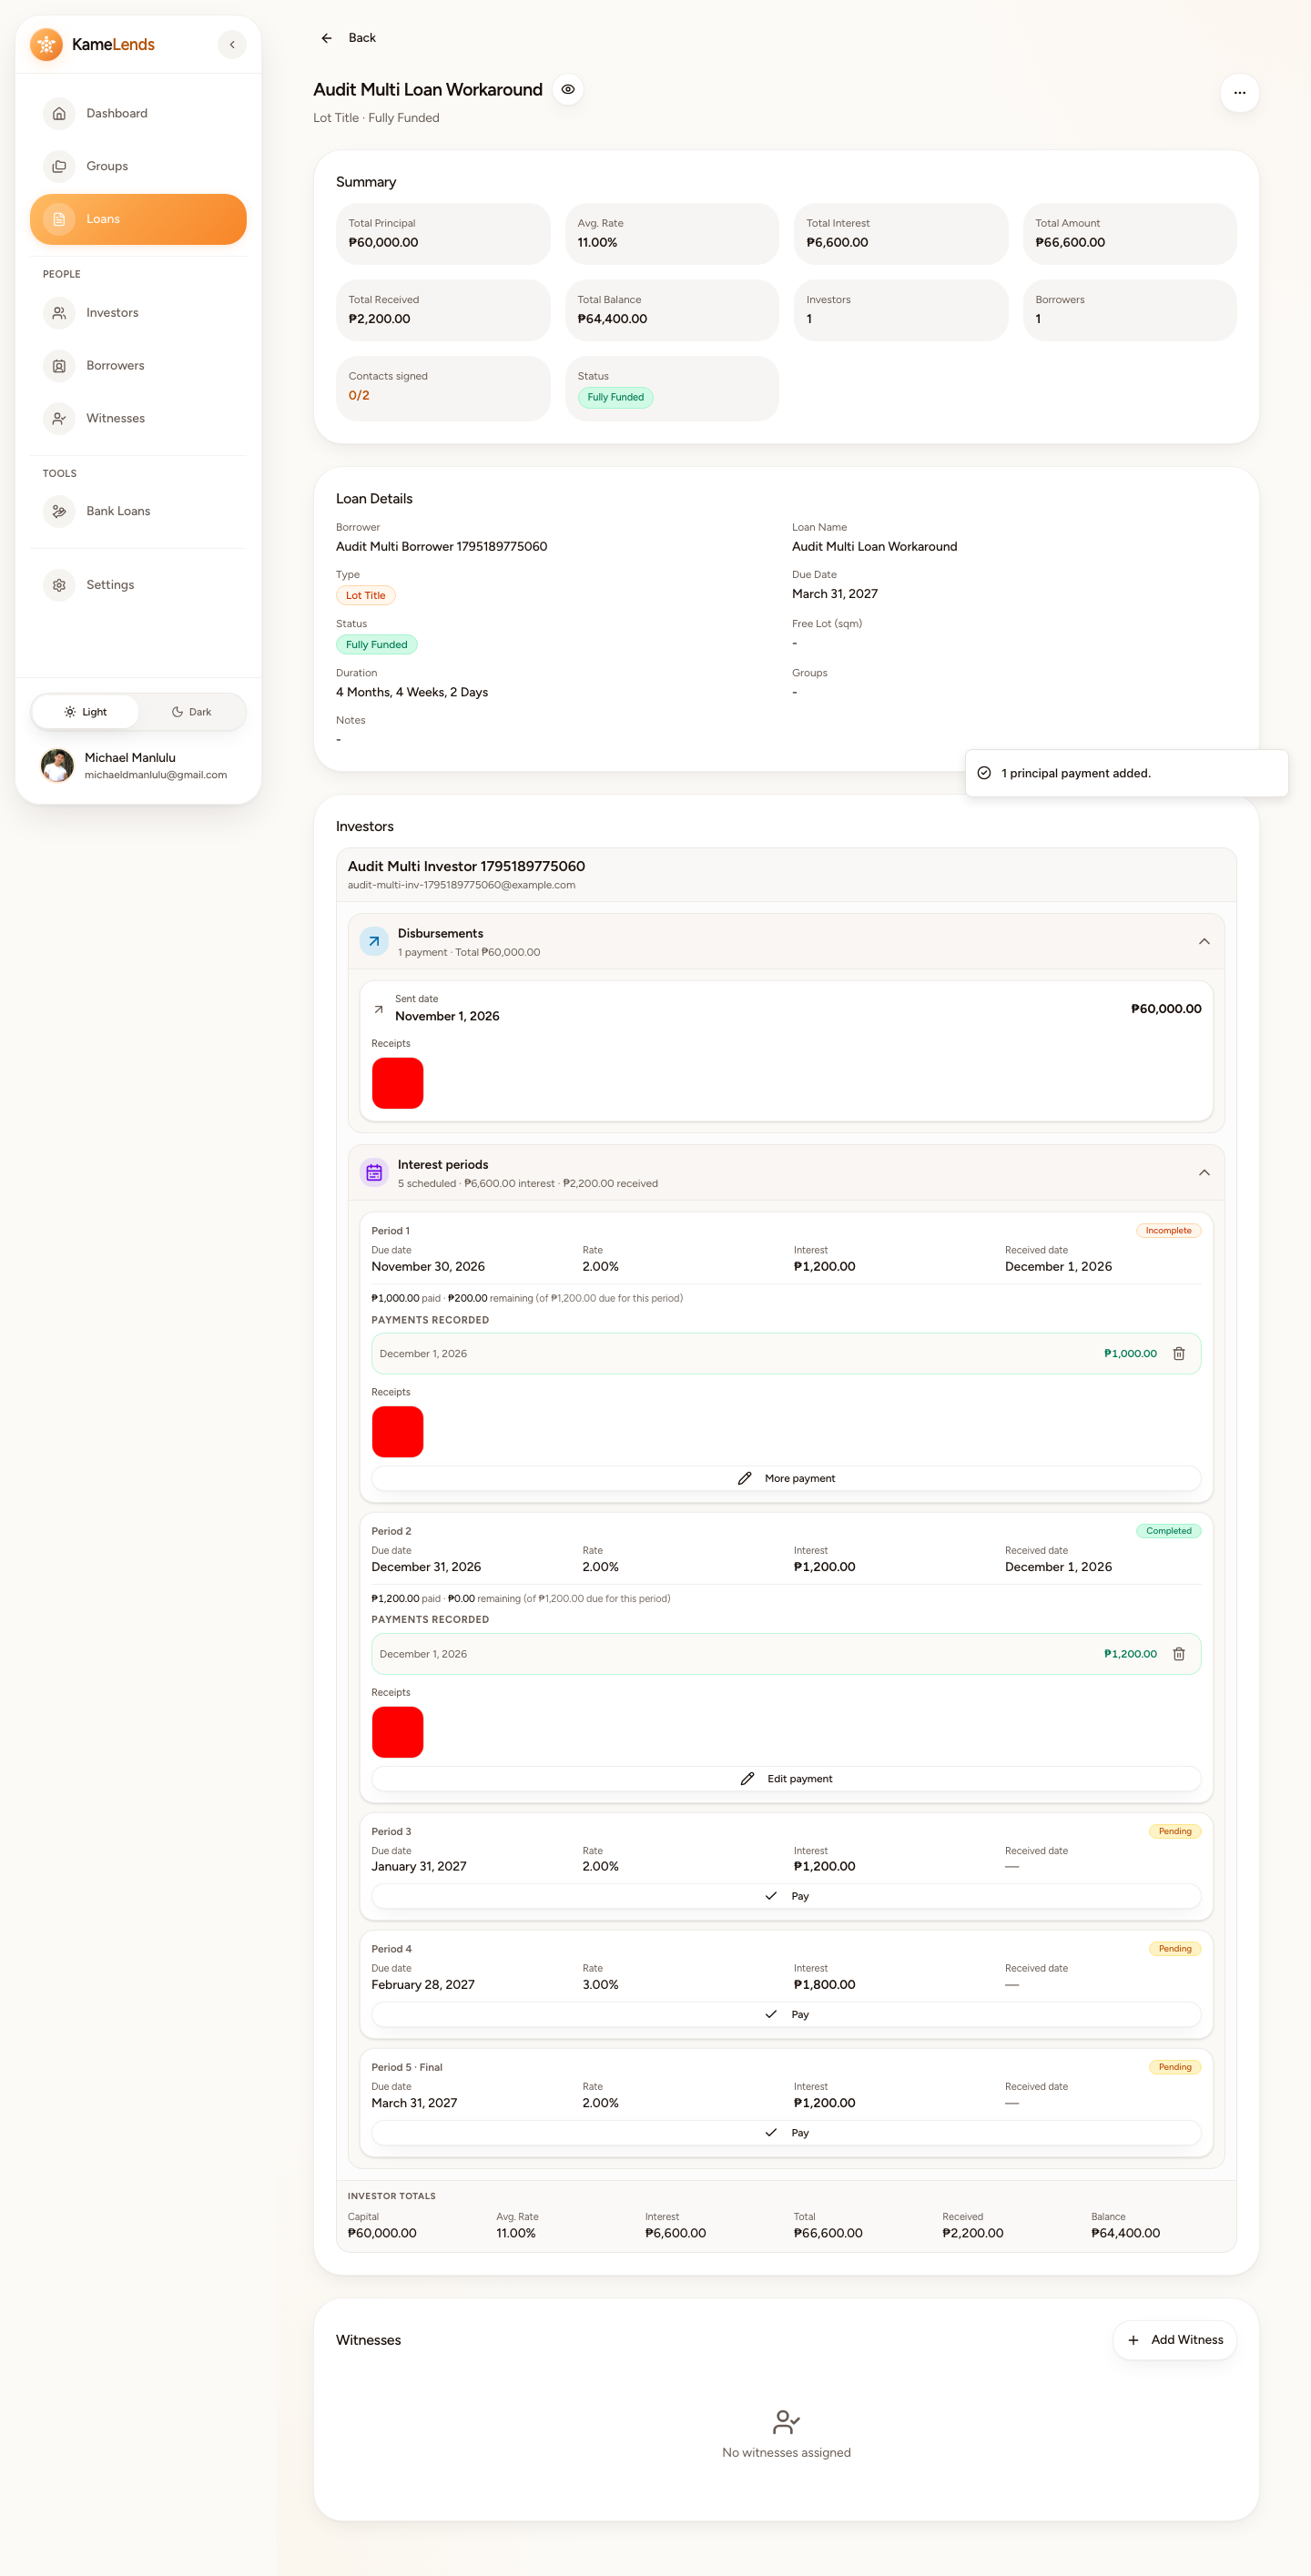 KameLends
Dashboard
Groups
Loans
PEOPLE
Investors
Borrowers
Witnesses
TOOLS
Bank Loans
Settings
Light
Dark
Michael Manlulu
michaeldmanlulu@gmail.com
Back
Audit Multi Loan Workaround
Lot Title · Fully Funded
Summary
Total Principal
₱60,000.00
Avg. Rate
11.00%
Total Interest
₱6,600.00
Total Amount
₱66,600.00
Total Received
₱2,200.00
Total Balance
₱64,400.00
Investors
1
Borrowers
1
Contacts signed
0/2
Status
Fully Funded
Loan Details
Borrower
Audit Multi Borrower 1795189775060
Loan Name
Audit Multi Loan Workaround
Type
Lot Title
Due Date
March 31, 2027
Status
Fully Funded
Free Lot (sqm)
-
Duration
4 Months, 4 Weeks, 2 Days
Groups
-
Notes
-
1 principal payment added.
Investors
Audit Multi Investor 1795189775060
audit-multi-inv-1795189775060@example.com
Disbursements
1 payment · Total ₱60,000.00
Sent date
November 1, 2026
₱60,000.00
Receipts
Interest periods
5 scheduled · ₱6,600.00 interest · ₱2,200.00 received
Period 1
Incomplete
Due date
November 30, 2026
Rate
2.00%
Interest
₱1,200.00
Received date
December 1, 2026
₱1,000.00 paid · ₱200.00 remaining (of ₱1,200.00 due for this period)
PAYMENTS RECORDED
December 1, 2026
₱1,000.00
Receipts
More payment
Period 2
Completed
Due date
December 31, 2026
Rate
2.00%
Interest
₱1,200.00
Received date
December 1, 2026
₱1,200.00 paid · ₱0.00 remaining (of ₱1,200.00 due for this period)
PAYMENTS RECORDED
December 1, 2026
₱1,200.00
Receipts
Edit payment
Period 3
Pending
Due date
January 31, 2027
Rate
2.00%
Interest
₱1,200.00
Received date
—
Pay
Period 4
Pending
Due date
February 28, 2027
Rate
3.00%
Interest
₱1,800.00
Received date
—
Pay
Period 5 · Final
Pending
Due date
March 31, 2027
Rate
2.00%
Interest
₱1,200.00
Received date
—
Pay
INVESTOR TOTALS
Capital
₱60,000.00
Avg. Rate
11.00%
Interest
₱6,600.00
Total
₱66,600.00
Received
₱2,200.00
Balance
₱64,400.00
Witnesses
Add Witness
No witnesses assigned